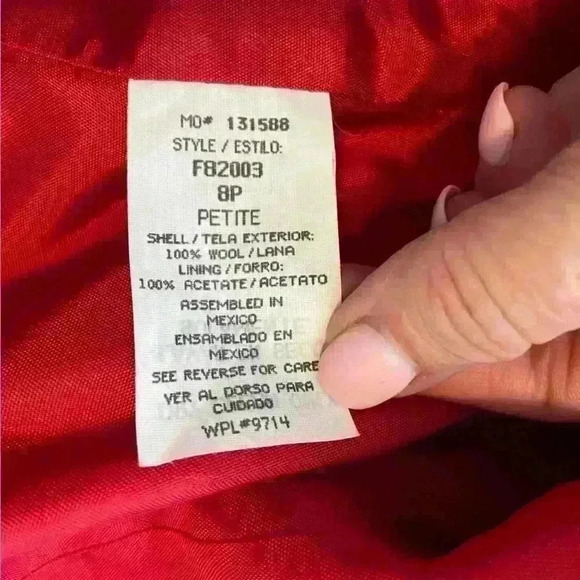 MO# 131588
STYLE / ESTILO:
F82003
8P
PETITE
SHELL/TELA EXTERIOR:
100% WOOL/LANA
LINING/FORRO:
100% ACETATE/ACETATO
ASSEMBLED IN
MEXICO
ENSAMBLADO EN
MEXICO
SEE REVERSE FOR CARE
VER AL DORSO PARA
CUIDADO
WPL#9714